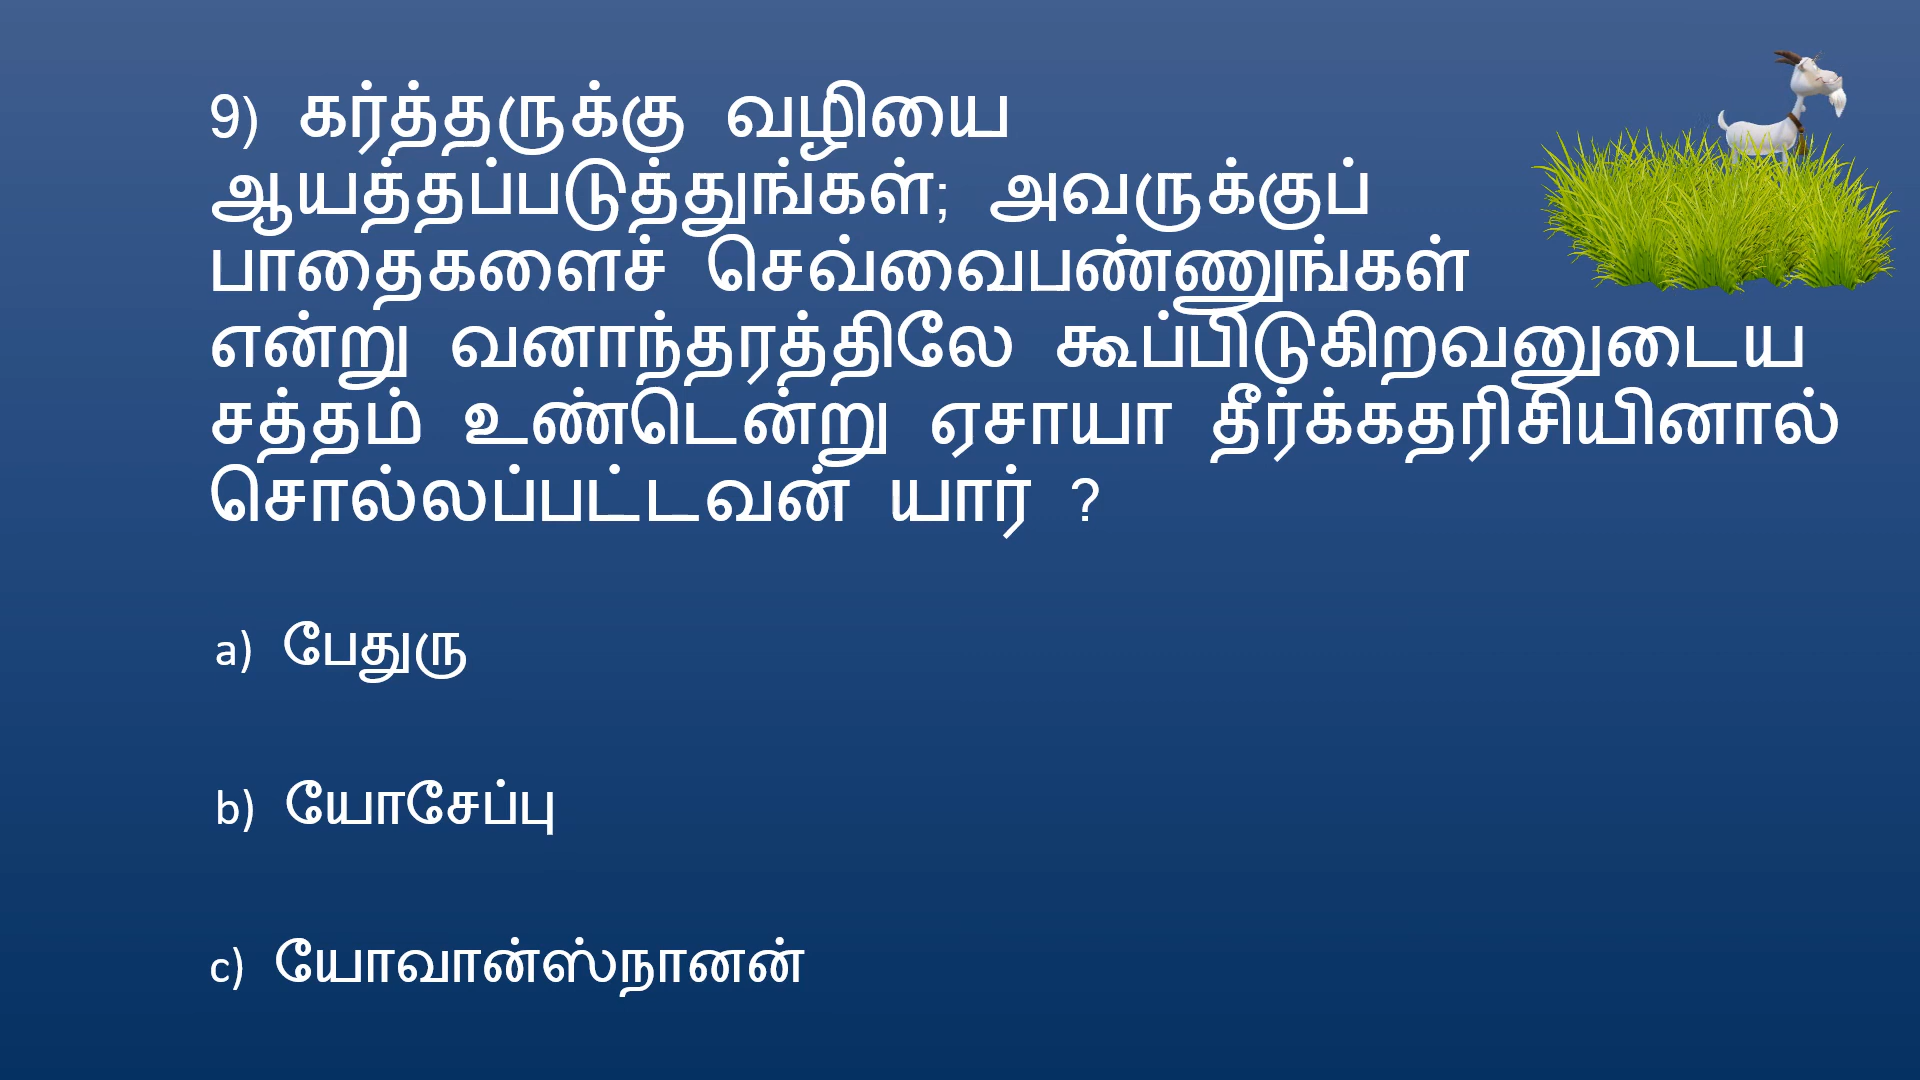 9) கர்த்தருக்கு வழியை
ஆயத்தப்படுத்துங்கள்; அவருக்குப்
பாதைகளைச் செவ்வைபண்ணுங்கள்
என்று வனாந்தரத்திலே கூப்பிடுகிறவனுடைய
சத்தம் உண்டென்று ஏசாயா தீர்க்கதரிசியினால்
சொல்லப்பட்டவன் யார் ?
a) பேதுரு
b) யோசேப்பு
c) யோவான்ஸ்நானன்